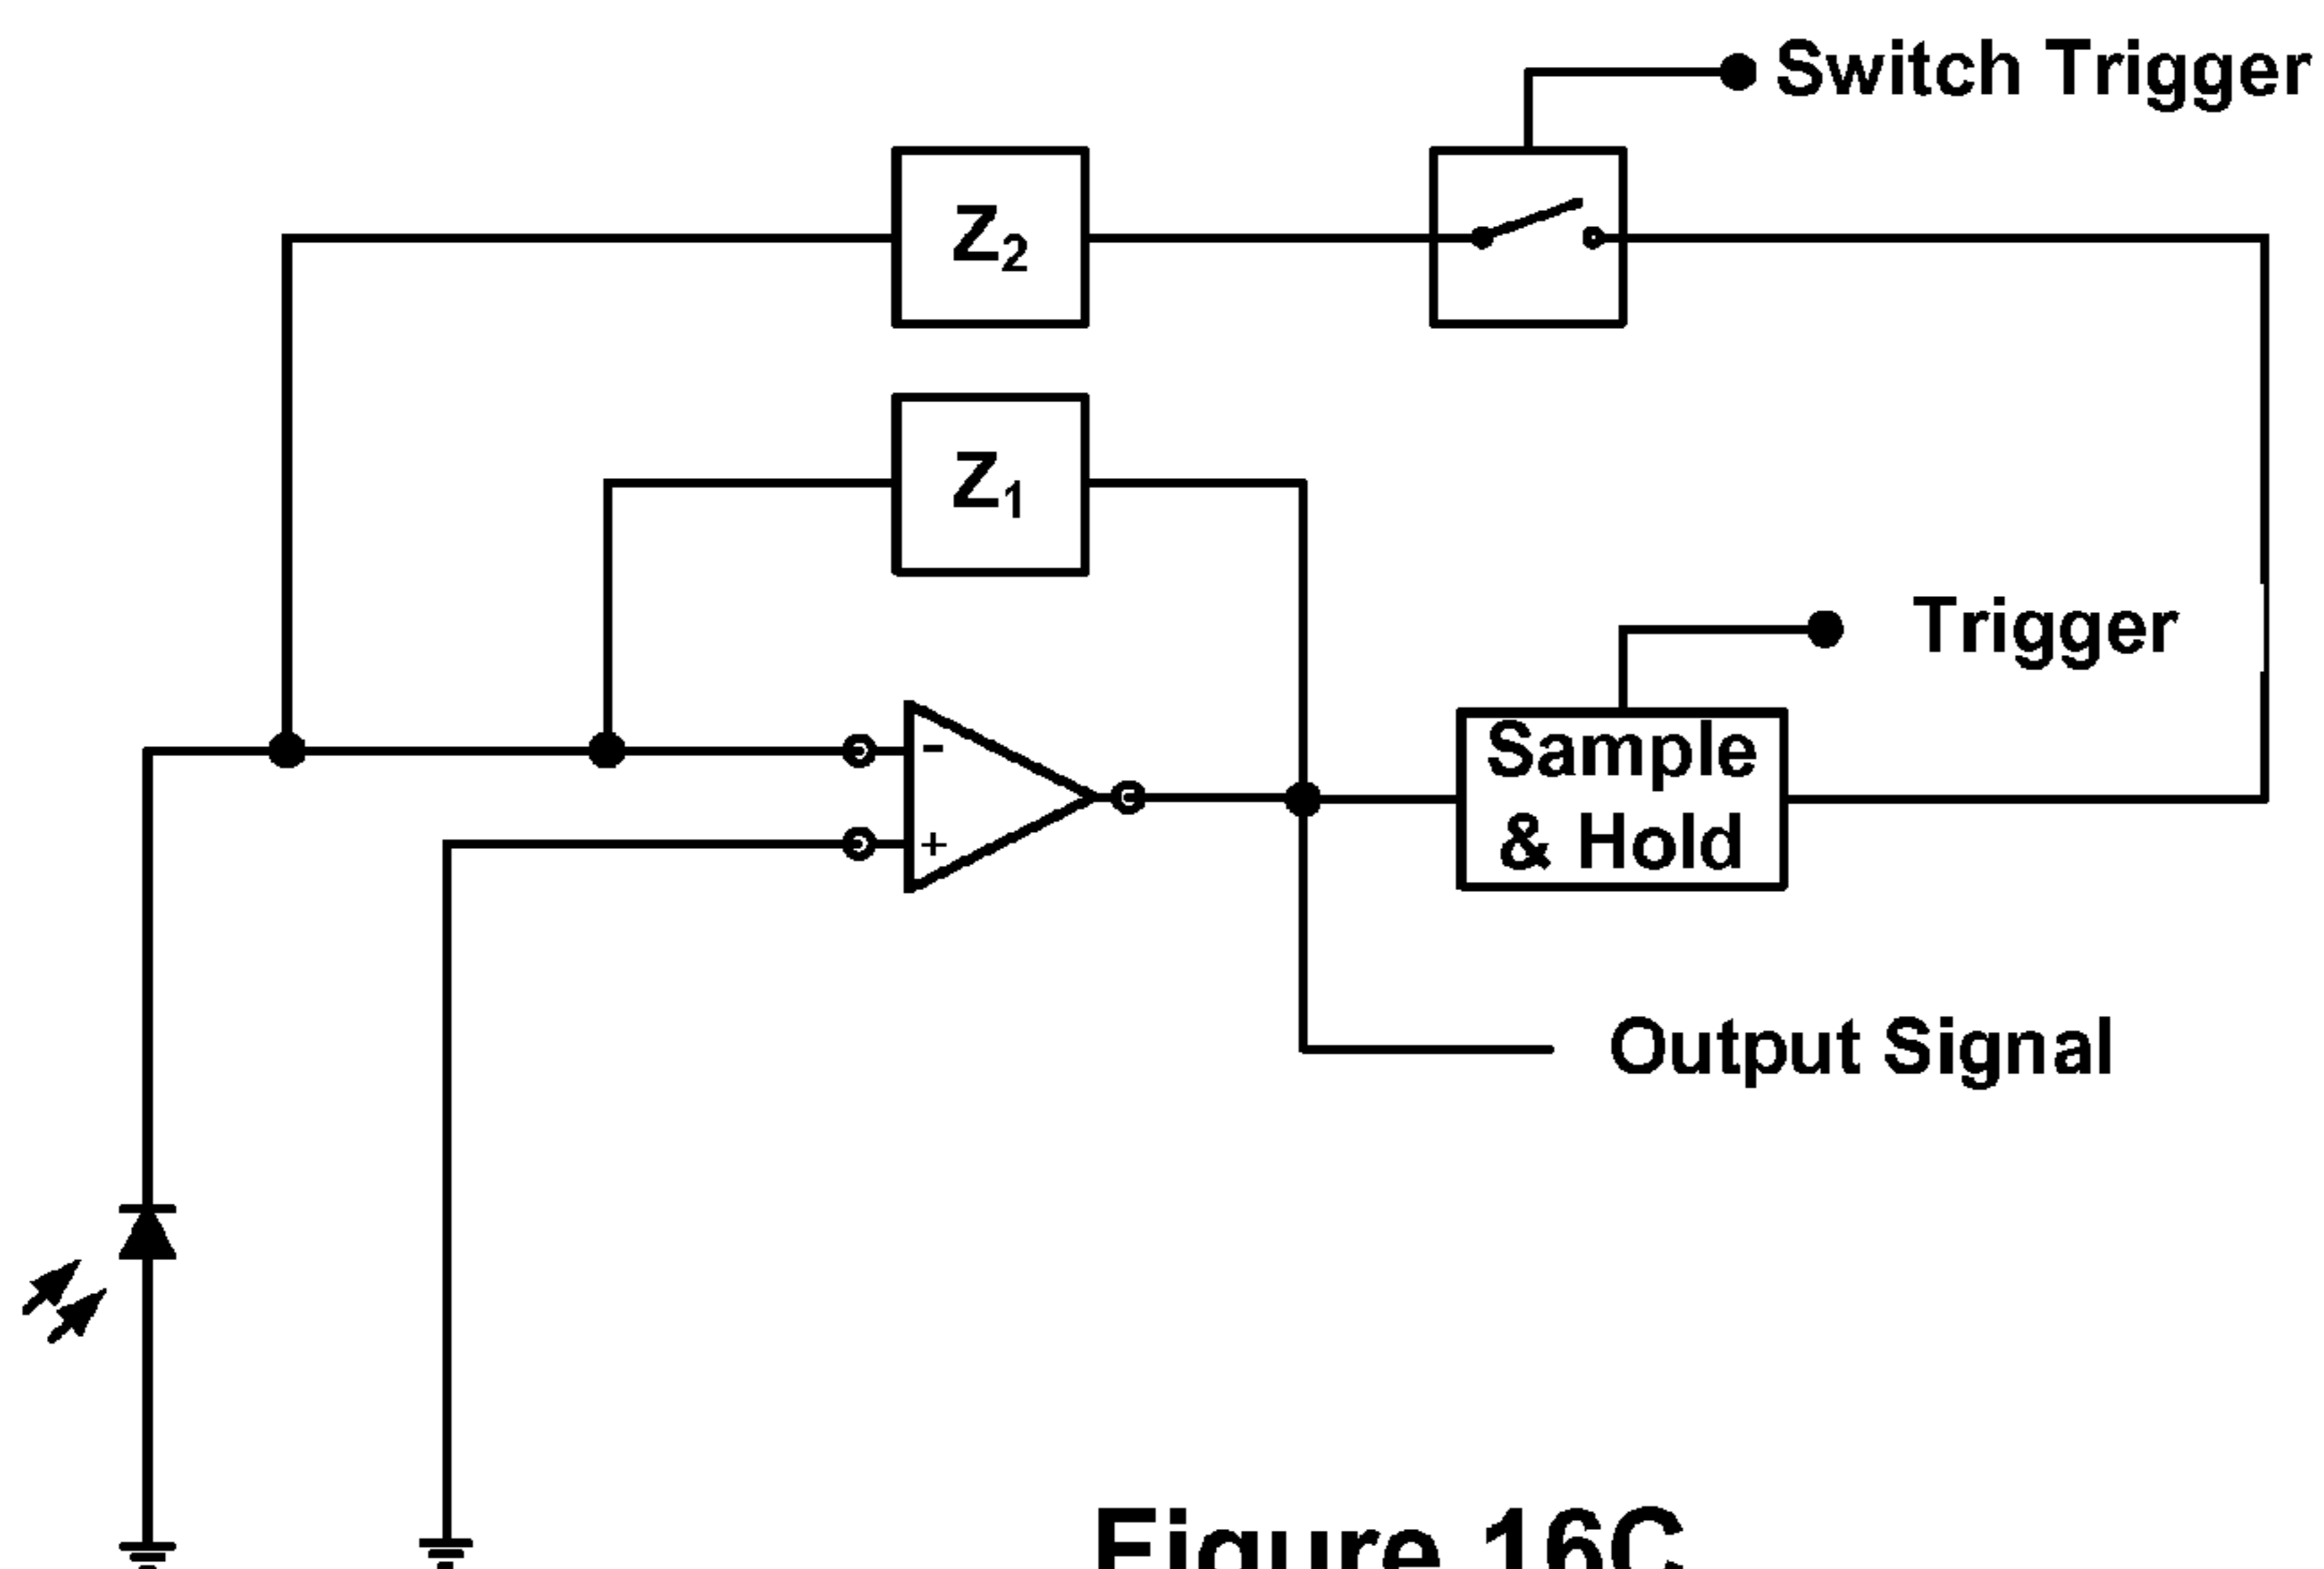 Switch Trigger
Z₂
Z₁
Trigger
-
+
Sample
& Hold
Output Signal
Figure 16C